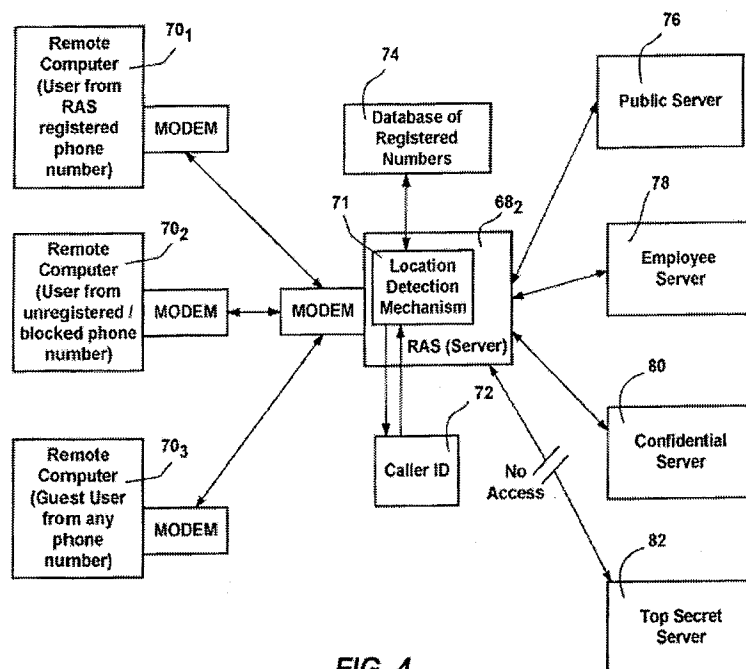 70₁
Remote
Computer
(User from
RAS
registered
phone
number)
MODEM
70₂
Remote
Computer
(User from
unregistered /
blocked phone
number)
MODEM
70₃
Remote
Computer
(Guest User
from any
phone
number)
MODEM
MODEM
74
Database of
Registered
Numbers
71
68₂
Location
Detection
Mechanism
RAS (Server)
72
Caller ID
No
Access
76
Public Server
78
Employee
Server
80
Confidential
Server
82
Top Secret
Server
FIG. 4